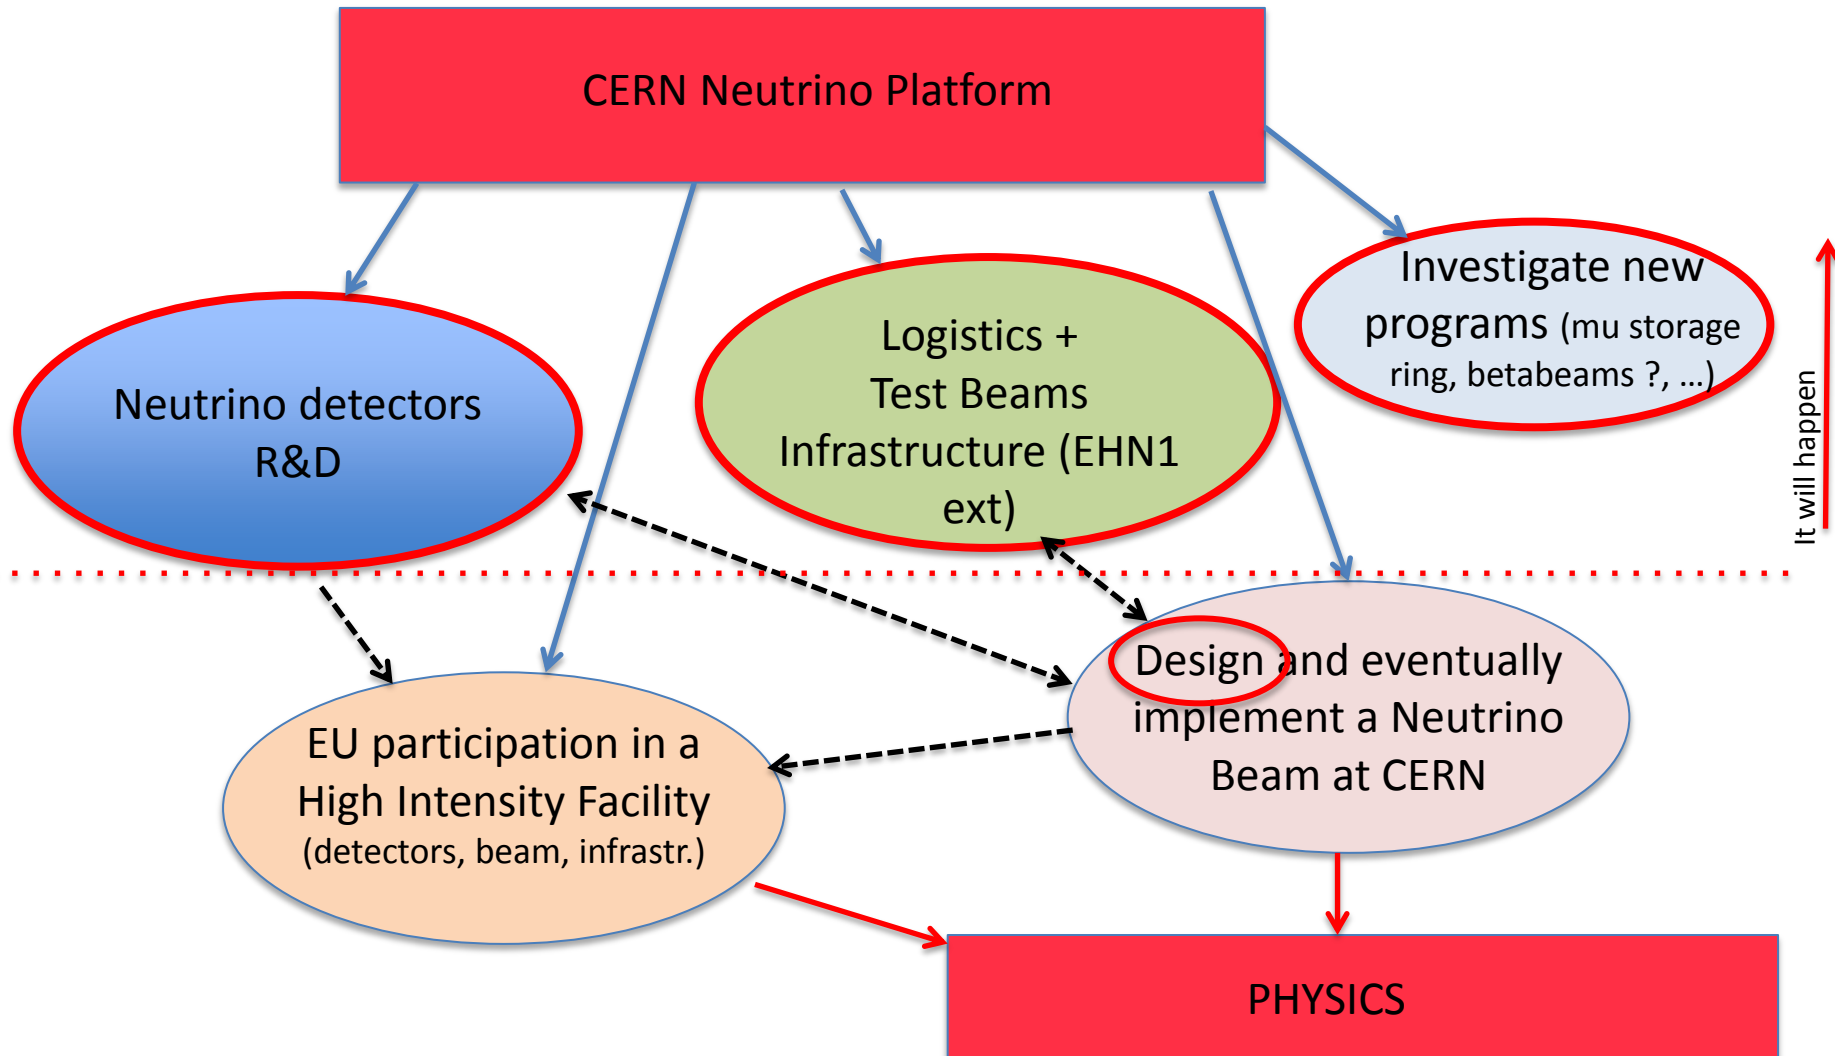 CERN Neutrino Platform
Investigate new
programs (mu storage
ring, betabeams ?, ...)
It will happen
Neutrino detectors
R&D
Logistics +
Test Beams
Infrastructure (EHN1
ext)
Design and eventually
implement a Neutrino
Beam at CERN
EU participation in a
High Intensity Facility
(detectors, beam, infrastr.)
PHYSICS